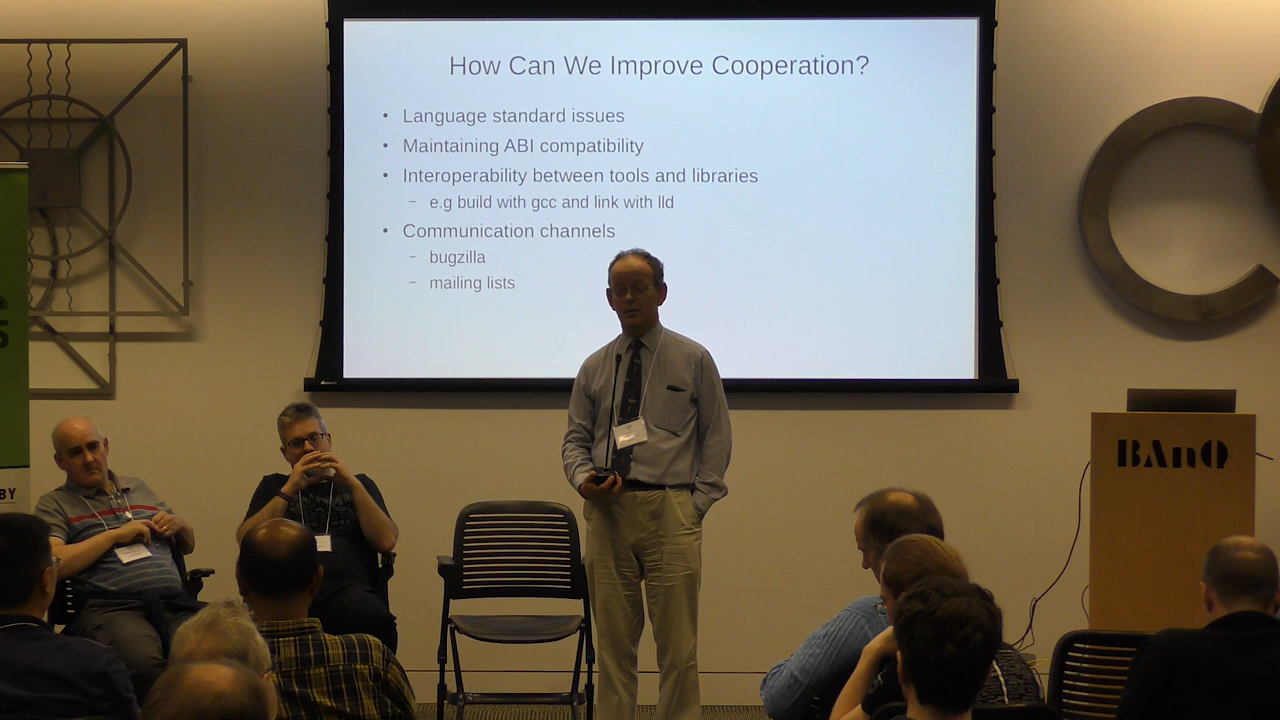 How Can We Improve Cooperation?
• Language standard issues
• Maintaining ABI compatibility
• Interoperability between tools and libraries
– e.g build with gcc and link with lld
• Communication channels
– bugzilla
– mailing lists
S
BY
BAnQ